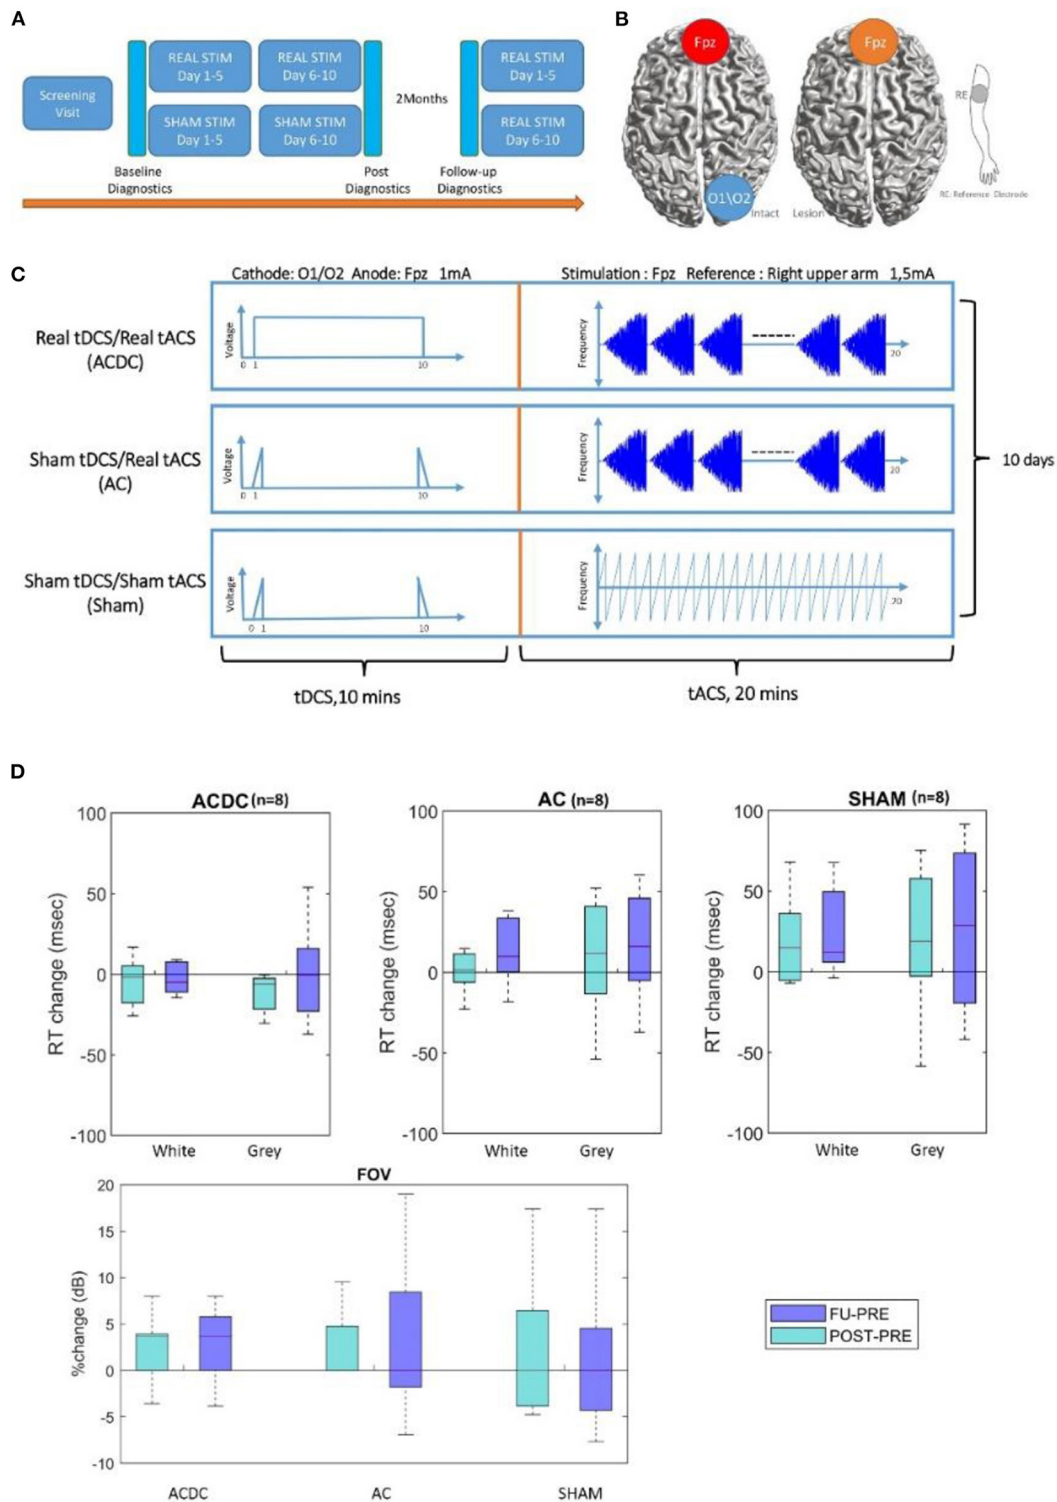 A
Screening
Visit
REAL STIM
Day 1-5
REAL STIM
Day 6-10
SHAM STIM
Day 1-5
SHAM STIM
Day 6-10
2Months
REAL STIM
Day 1-5
REAL STIM
Day 6-10
Baseline
Diagnostics
Post
Diagnostics
Follow-up
Diagnostics
B
Fpz
O1\O2
Intact
Fpz
Lesion
RE
RE: Reference Electrode
C
Cathode: O1/O2 Anode: Fpz 1mA
Stimulation : Fpz Reference : Right upper arm 1,5mA
Real tDCS/Real tACS
(ACDC)
Voltage
0 1 10
Frequency
20
Sham tDCS/Real tACS
(AC)
Voltage
0 1 10
Frequency
20
Sham tDCS/Sham tACS
(Sham)
Voltage
0 1 10
Frequency
20
10 days
tDCS,10 mins
tACS, 20 mins
D
ACDC (n=8)
RT change (msec)
100
50
0
-50
-100
White Grey
AC (n=8)
RT change (msec)
100
50
0
-50
-100
White Grey
SHAM (n=8)
RT change (msec)
100
50
0
-50
-100
White Grey
FOV
%change (dB)
20
15
10
5
0
-5
-10
ACDC AC SHAM
FU-PRE
POST-PRE